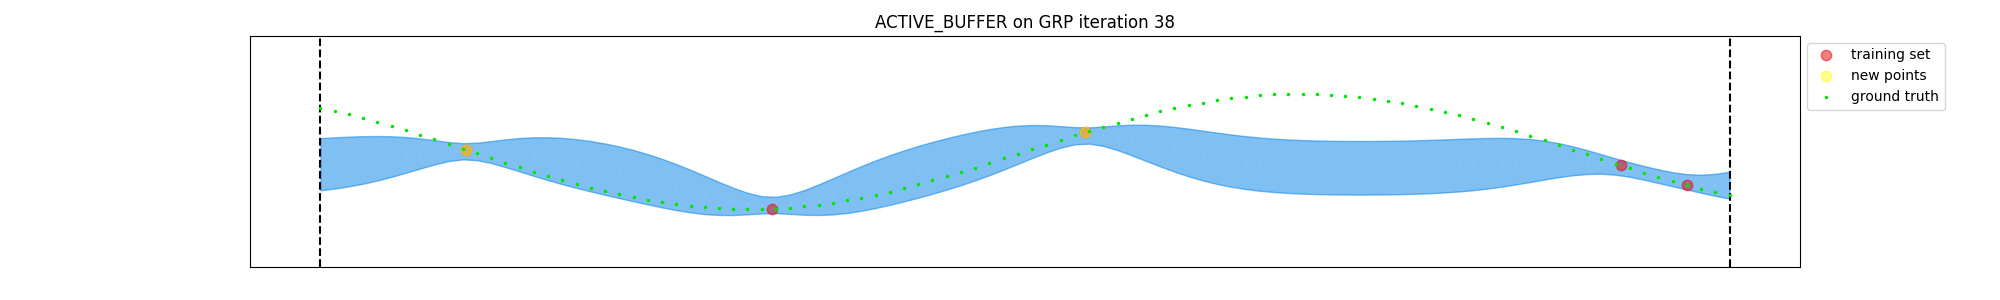 ACTIVE_BUFFER on GRP iteration 38
training set
new points
ground truth